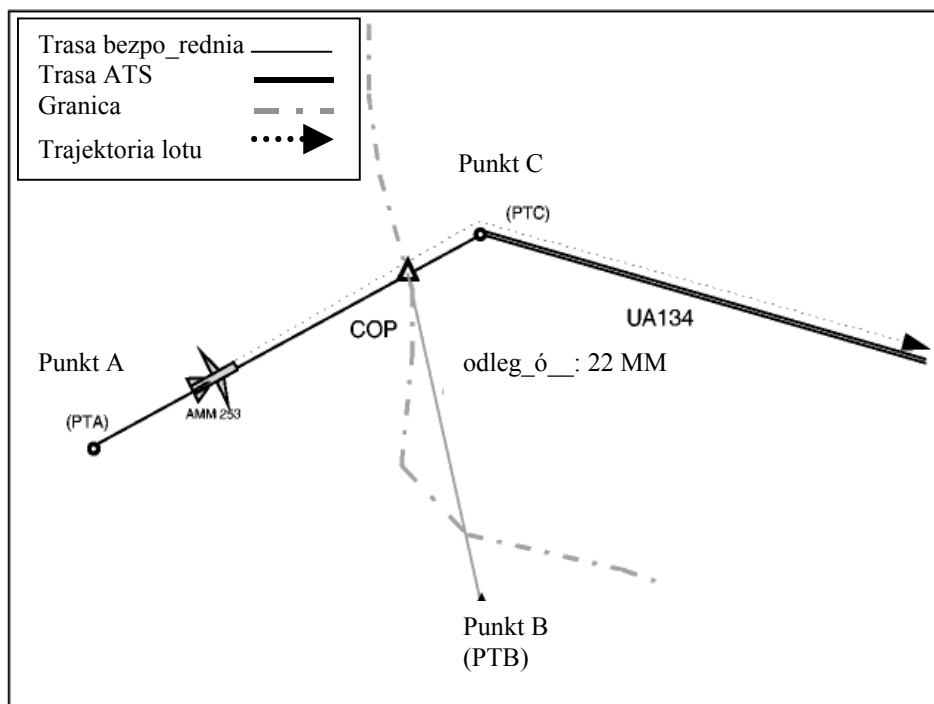 Trasa bezpo_rednia
Trasa ATS
Granica
Trajektoria lotu
Punkt C
(PTC)
COP
UA134
Punkt A
odleg_ó__: 22 MM
AMM 253
(PTA)
Punkt B
(PTB)